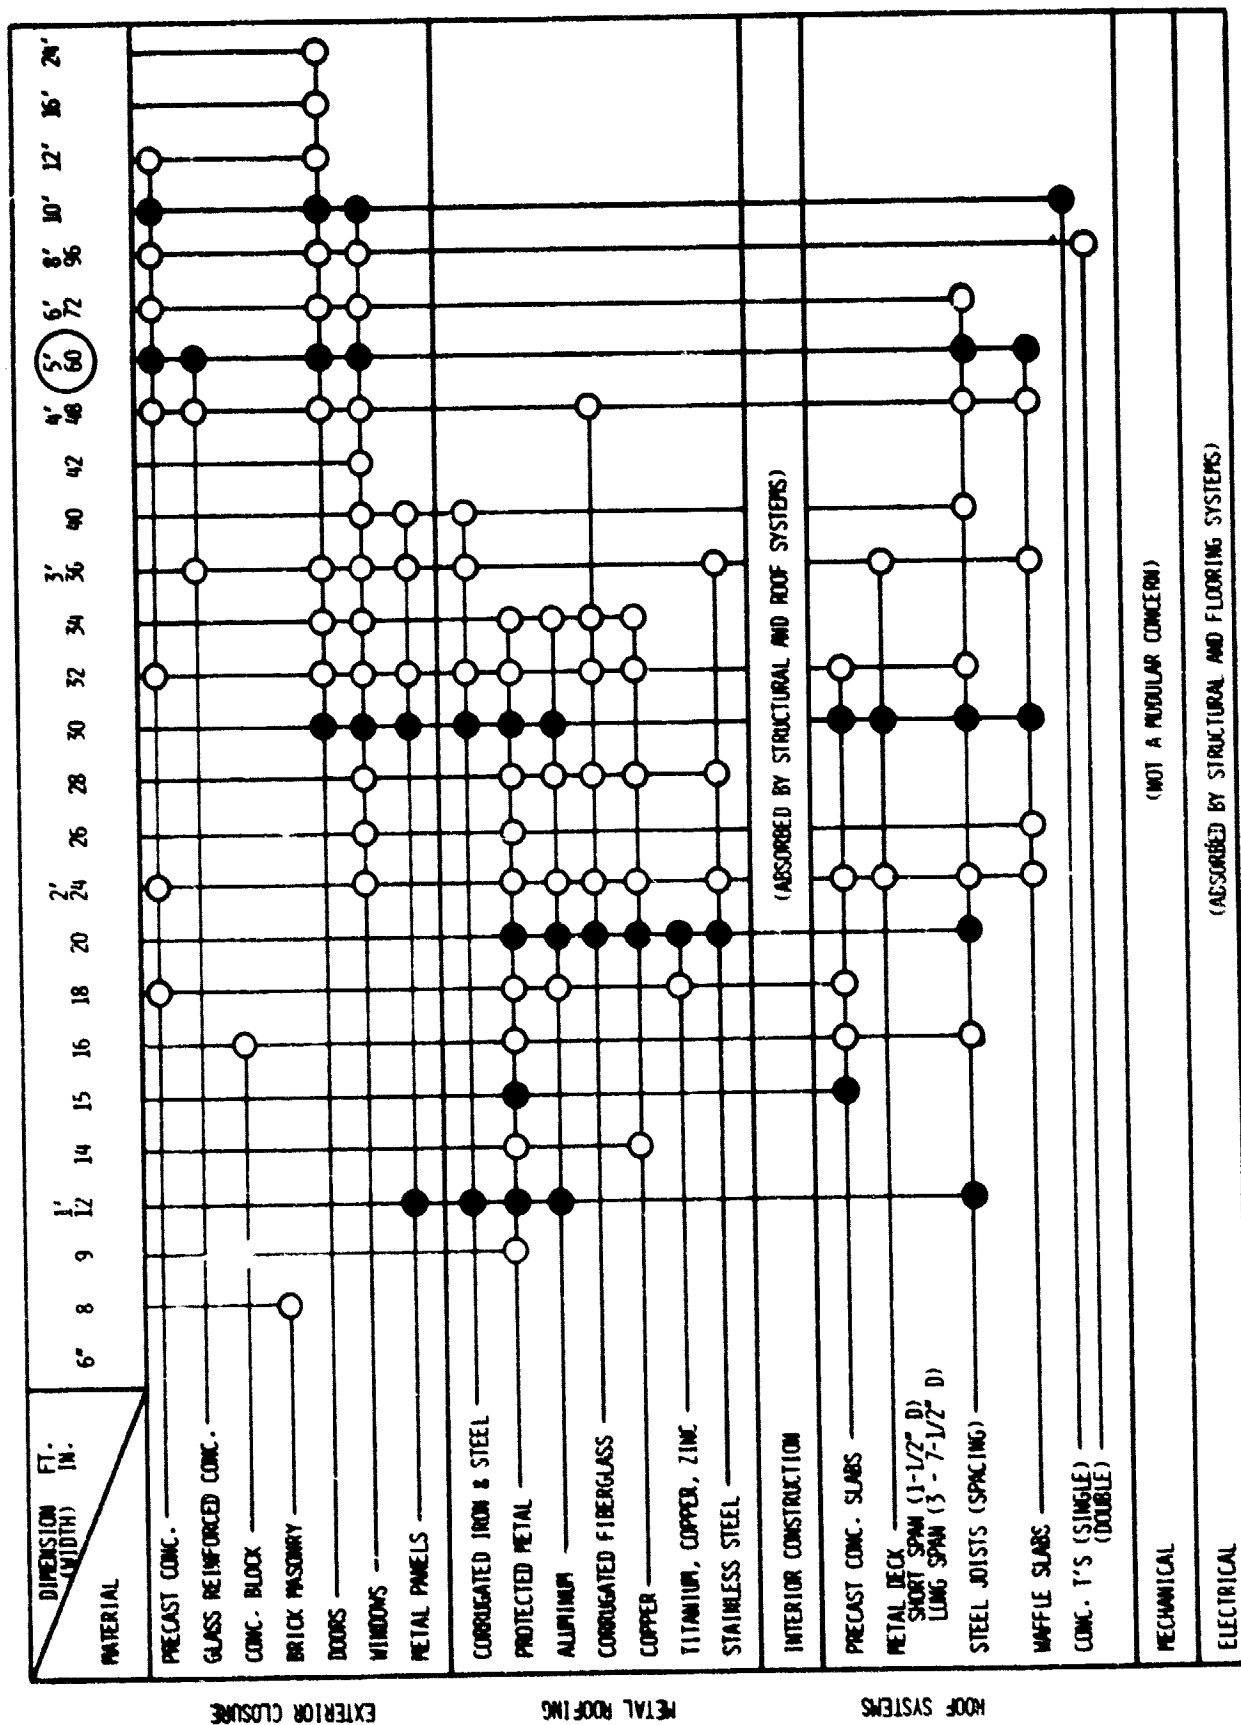 DIMENSION FT.
(WIDTH) IN.
MATERIAL
6" 8 9 1' 12 14 15 16 18 20 2' 24 26 28 30 32 34 3' 36 40 42 4' 48 5' 60 6' 72 8' 96 10' 12' 16' 24'
EXTERIOR CLOSURE
PRECAST CONC.
GLASS REINFORCED CONC.
CONC. BLOCK
BRICK MASONRY
DOORS
WINDOWS
METAL PANELS
METAL ROOFING
CORRUGATED IRON & STEEL
PROTECTED METAL
ALUMINUM
CORRUGATED FIBERGLASS
COPPER
TITANIUM, COPPER, ZINC
STAINLESS STEEL
INTERIOR CONSTRUCTION
(ABSORBED BY STRUCTURAL AND ROOF SYSTEMS)
ROOF SYSTEMS
PRECAST CONC. SLABS
METAL DECK
SHORT SPAN (1-1/2" D)
LONG SPAN (3 - 7-1/2" D)
STEEL JOISTS (SPACING)
WAFFLE SLABS
CONC. T'S (SINGLE)
(DOUBLE)
MECHANICAL
(NOT A MODULAR CONCERN)
ELECTRICAL
(ABSORBED BY STRUCTURAL AND FLOORING SYSTEMS)